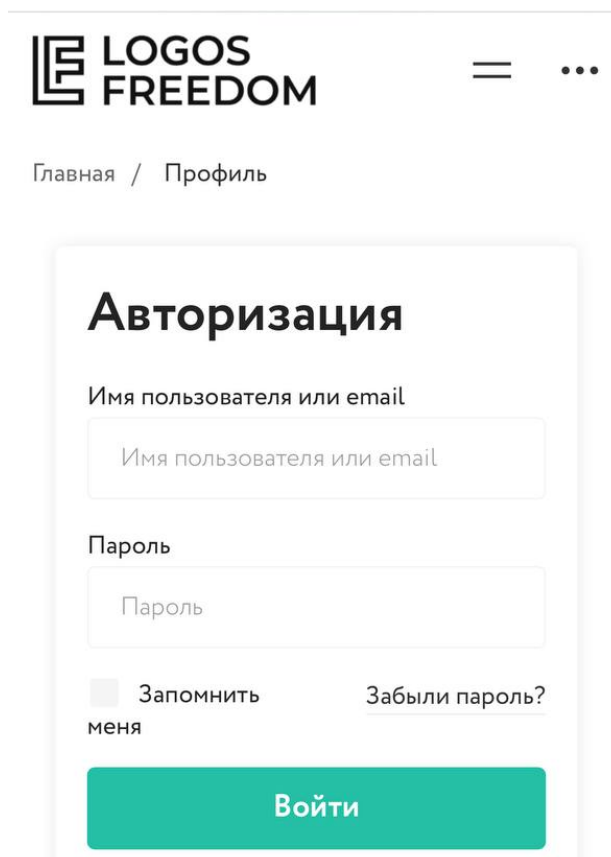 LOGOS
FREEDOM
Главная / Профиль
Авторизация
Имя пользователя или email
Имя пользователя или email
Пароль
Пароль
Запомнить
меня
Забыли пароль?
Войти